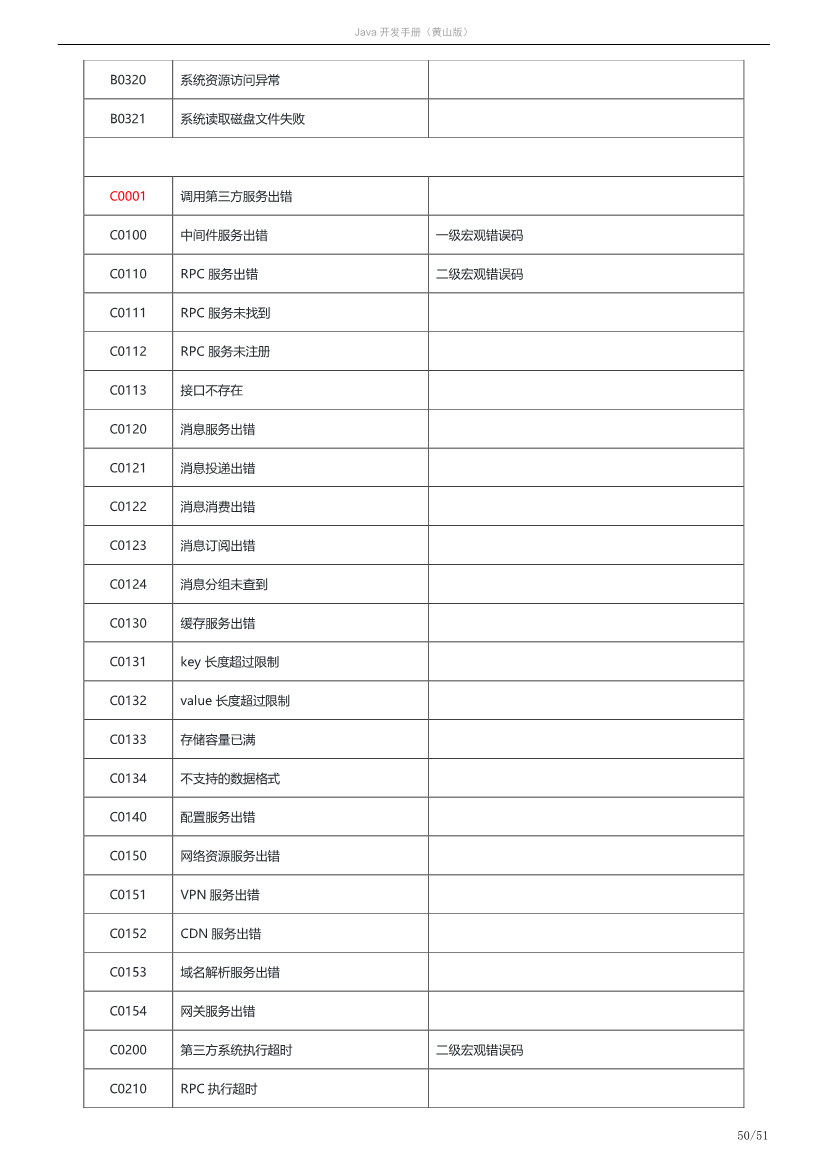 Java 开发手册（黄山版）
B0320 系统资源访问异常
B0321 系统读取磁盘文件失败
C0001 调用第三方服务出错
C0100 中间件服务出错 一级宏观错误码
C0110 RPC 服务出错 二级宏观错误码
C0111 RPC 服务未找到
C0112 RPC 服务未注册
C0113 接口不存在
C0120 消息服务出错
C0121 消息投递出错
C0122 消息消费出错
C0123 消息订阅出错
C0124 消息分组未查到
C0130 缓存服务出错
C0131 key 长度超过限制
C0132 value 长度超过限制
C0133 存储容量已满
C0134 不支持的数据格式
C0140 配置服务出错
C0150 网络资源服务出错
C0151 VPN 服务出错
C0152 CDN 服务出错
C0153 域名解析服务出错
C0154 网关服务出错
C0200 第三方系统执行超时 二级宏观错误码
C0210 RPC 执行超时
50/51